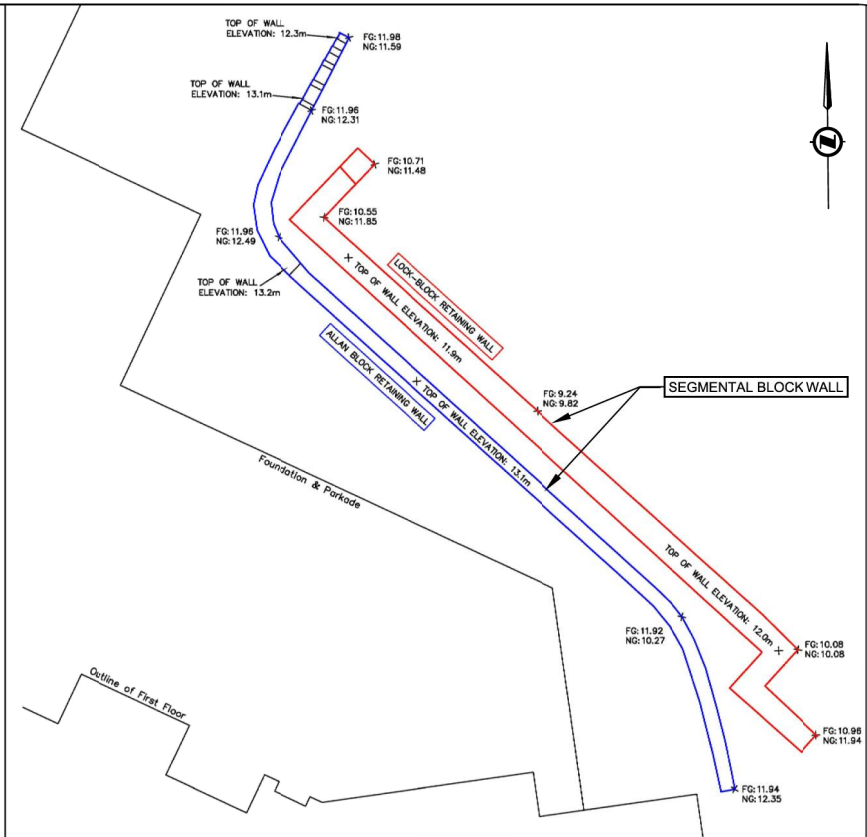 TOP OF WALL
ELEVATION: 12.3m
FG: 11.98
NG: 11.59
TOP OF WALL
ELEVATION: 13.1m
FG: 11.96
NG: 12.31
FG: 10.71
NG: 11.48
FG: 10.55
NG: 11.85
FG: 11.96
NG: 12.49
TOP OF WALL
ELEVATION: 13.2m
TOP OF WALL ELEVATION: 11.9m
LOCK-BLOCK RETAINING WALL
ALLAN BLOCK RETAINING WALL
TOP OF WALL ELEVATION: 13.1m
FG: 9.24
NG: 9.82
SEGMENTAL BLOCK WALL
Foundation & Parkade
TOP OF WALL ELEVATION: 12.0m
FG: 11.92
NG: 10.27
FG: 10.08
NG: 10.08
Outline of First Floor
FG: 10.96
NG: 11.94
FG: 11.94
NG: 12.35
N